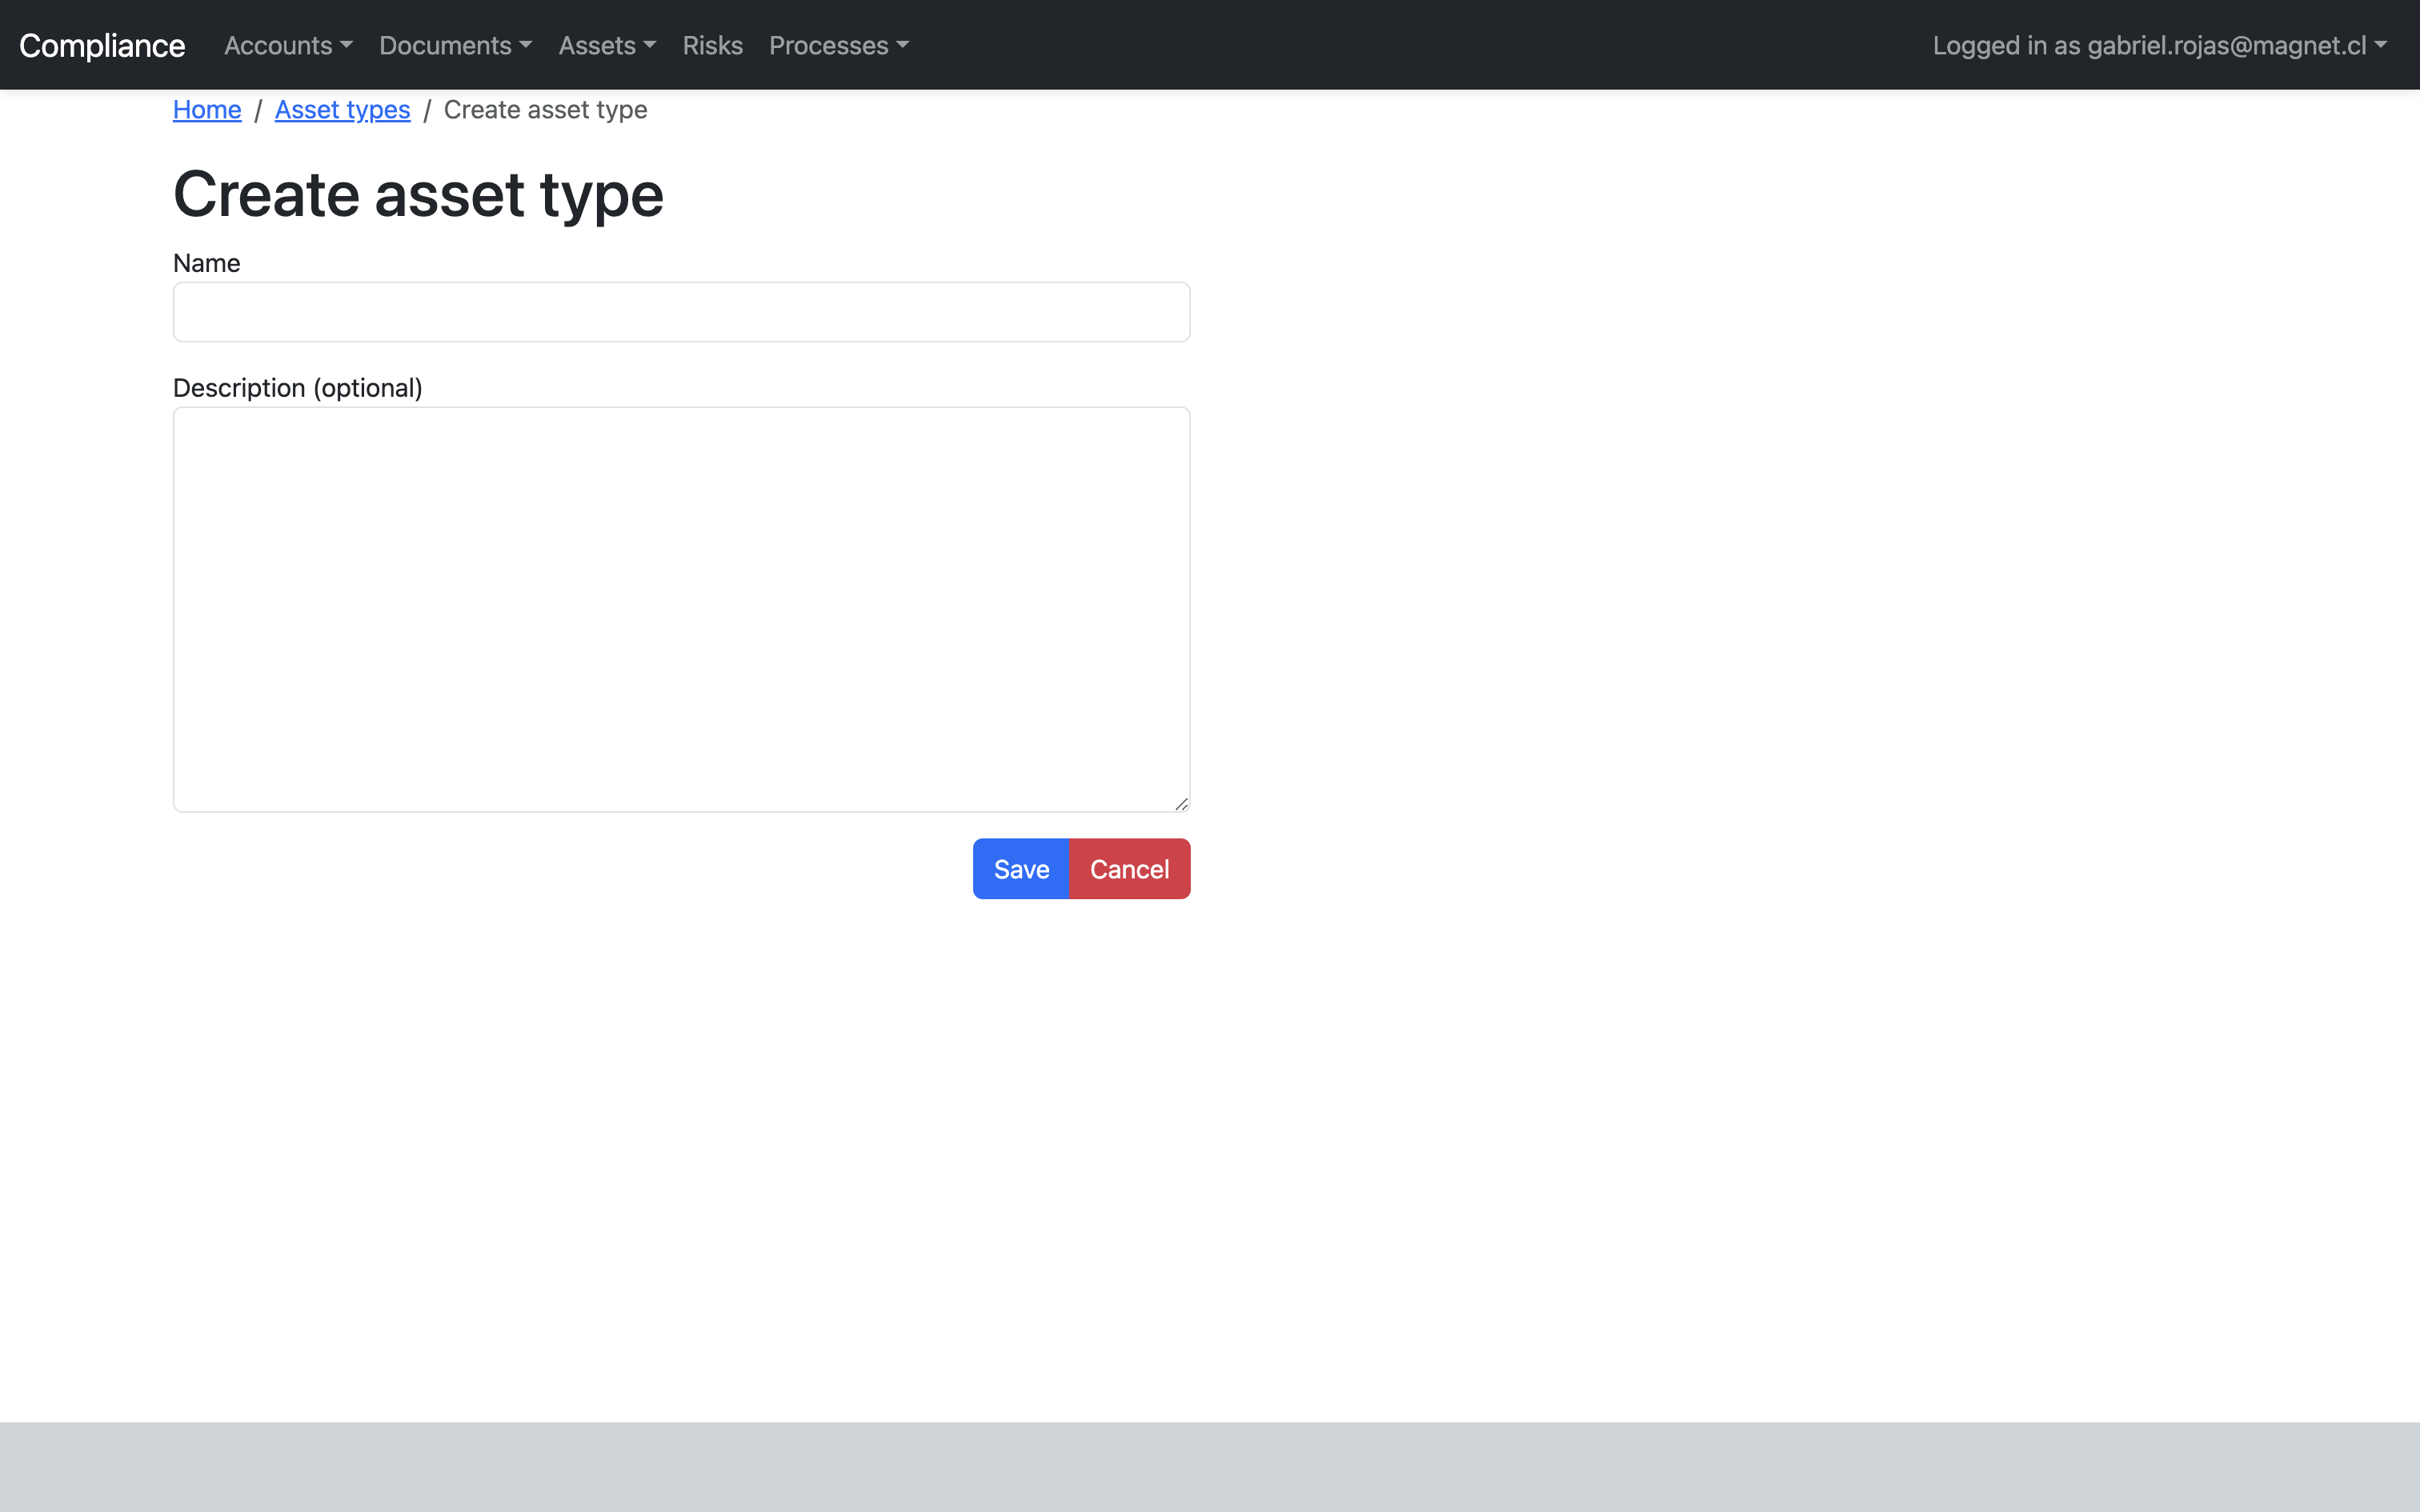 Compliance Accounts Documents Assets Risks Processes Logged in as gabriel.rojas@magnet.cl
Home / Asset types / Create asset type
Create asset type
Name
Description (optional)
Save Cancel